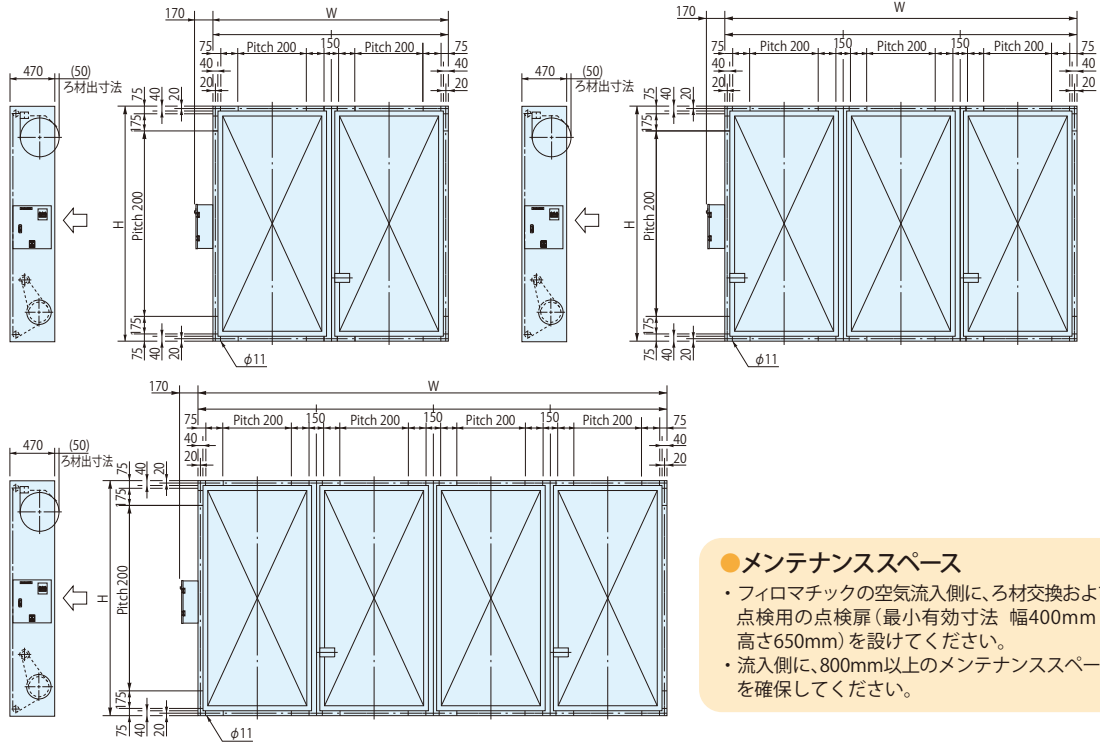 170
W
75
Pitch 200
150
Pitch 200
75
40
40
20
20
470
(50)
ろ材出寸法
75
40
20
175
H
Pitch 200
175
75
40
20
φ11
170
W
75
Pitch 200
150
Pitch 200
150
Pitch 200
75
40
40
20
20
470
(50)
ろ材出寸法
75
40
20
175
H
Pitch 200
175
75
40
20
φ11
170
W
75
Pitch 200
150
Pitch 200
Pitch 200
150
Pitch 200
75
40
40
20
20
470
(50)
ろ材出寸法
75
40
20
175
H
Pitch 200
175
75
40
20
φ11
●メンテナンススペース
・フィロマチックの空気流入側に、ろ材交換およ
点検用の点検扉（最小有効寸法 幅400mm
高さ650mm）を設けてください。
・流入側に、800mm以上のメンテナンススペー
を確保してください。